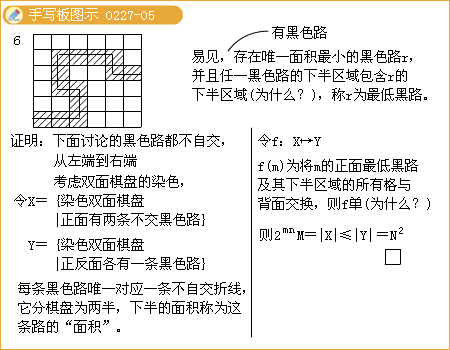 手写板图示 0227-05
6
有黑色路
易见，存在唯一面积最小的黑色路r，
并且任一黑色路的下半区域包含r的
下半区域(为什么？)，称r为最低黑路。
证明：下面讨论的黑色路都不自交，
从左端到右端
考虑双面棋盘的染色，
令X＝ {染色双面棋盘
|正面有两条不交黑色路}
Y＝ {染色双面棋盘
|正反面各有一条黑色路}
每条黑色路唯一对应一条不自交折线，
它分棋盘为两半，下半的面积称为这
条路的“面积”。
令f：X↦Y
f(m)为将m的正面最低黑路
及其下半区域的所有格与
背面交换，则f单(为什么？)
则2ᵐⁿM＝|X|≤|Y|＝N²